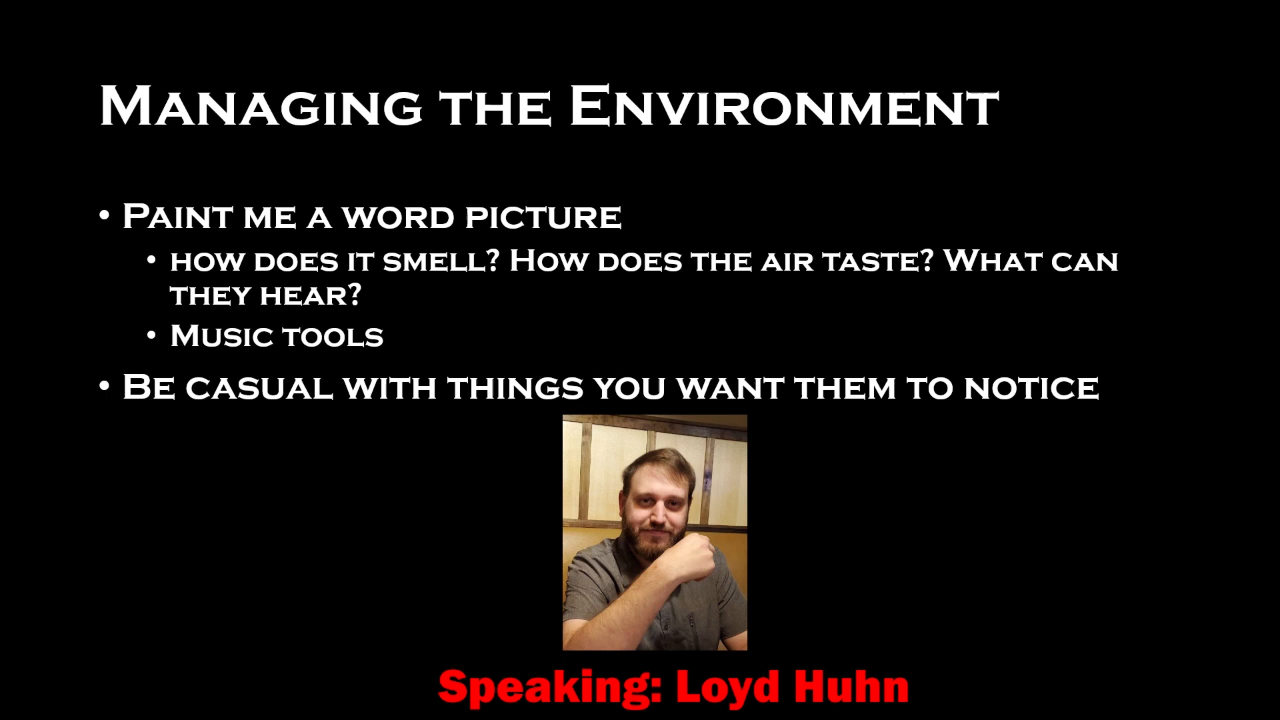 Managing the Environment
• Paint me a word picture
• how does it smell? How does the air taste? What can
they hear?
• Music tools
• Be casual with things you want them to notice
Speaking: Loyd Huhn